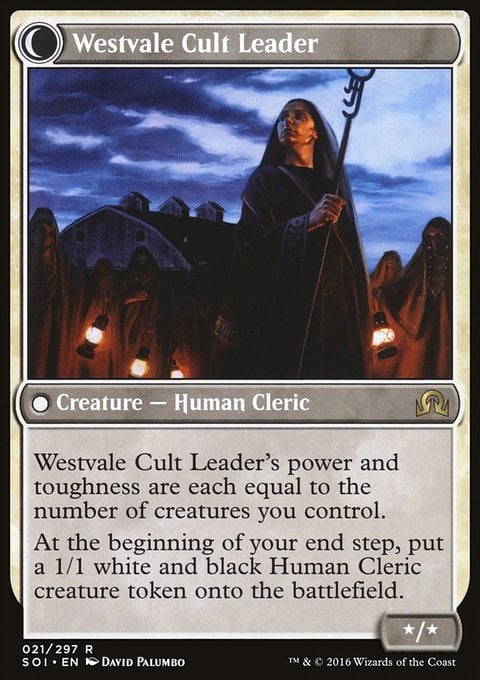 Westvale Cult Leader
Creature — Human Cleric
Westvale Cult Leader's power and
toughness are each equal to the
number of creatures you control.
At the beginning of your end step, put
a 1/1 white and black Human Cleric
creature token onto the battlefield.
★/★
021/297 R
SOI • EN DAVID PALUMBO
™ & © 2016 Wizards of the Coast